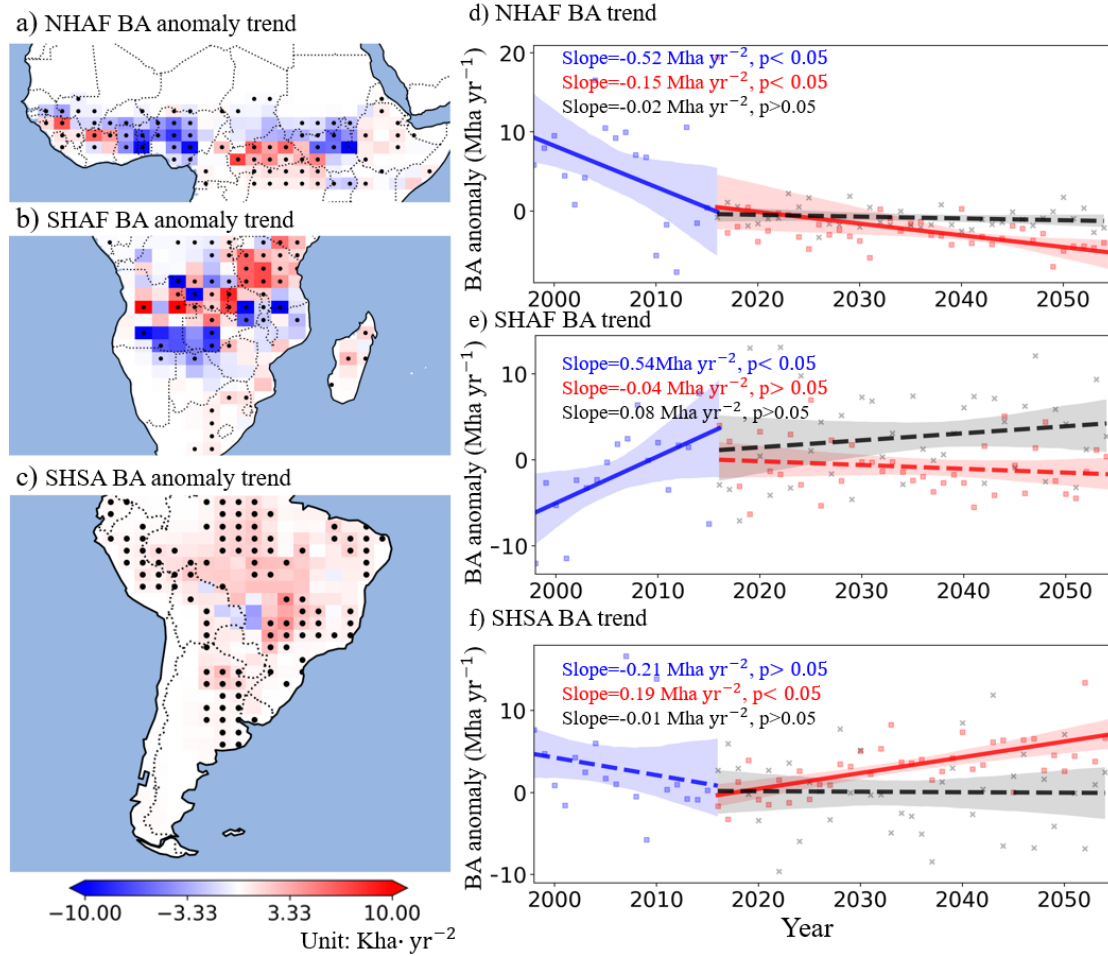 a) NHAF BA anomaly trend
b) SHAF BA anomaly trend
c) SHSA BA anomaly trend
−10.00 −3.33 3.33 10.00
Unit: Kha· yr⁻²
d) NHAF BA trend
Slope=-0.52 Mha yr⁻², p< 0.05
Slope=-0.15 Mha yr⁻², p< 0.05
Slope=-0.02 Mha yr⁻², p>0.05
BA anomaly (Mha yr⁻¹)
20
10
0
2000 2010 2020 2030 2040 2050
e) SHAF BA trend
Slope=0.54Mha yr⁻², p< 0.05
Slope=-0.04 Mha yr⁻², p> 0.05
Slope=0.08 Mha yr⁻², p>0.05
BA anomaly (Mha yr⁻¹)
10
0
-10
2000 2010 2020 2030 2040 2050
f) SHSA BA trend
Slope=-0.21 Mha yr⁻², p> 0.05
Slope=0.19 Mha yr⁻², p< 0.05
Slope=-0.01 Mha yr⁻², p>0.05
BA anomaly (Mha yr⁻¹)
10
0
-10
2000 2010 2020 2030 2040 2050
Year